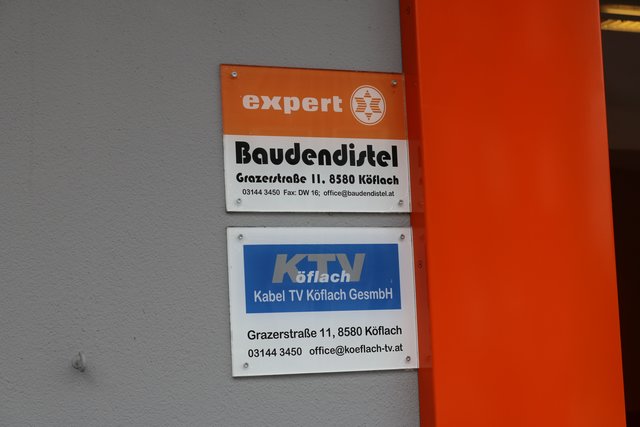 expert
Baudendistel
Grazerstraße 11, 8580 Köflach
03144 3450 Fax: DW 16; office@baudendistel.at
KTV
öflach
Kabel TV Köflach GesmbH
Grazerstraße 11, 8580 Köflach
03144 3450 office@koeflach-tv.at